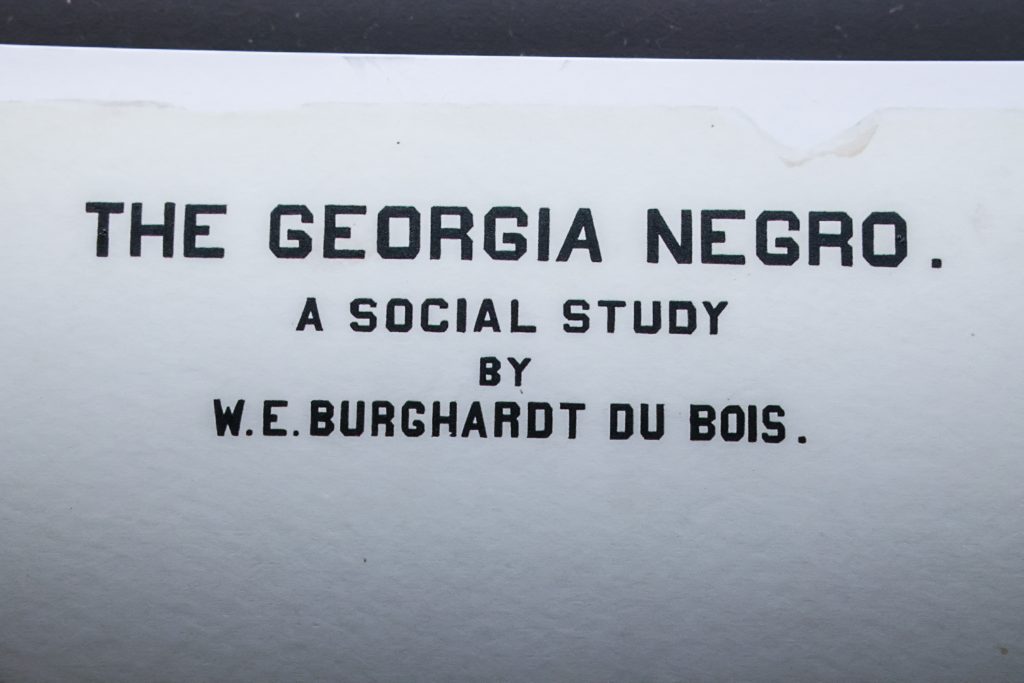 THE GEORGIA NEGRO.
A SOCIAL STUDY
BY
W.E.BURGHARDT DU BOIS.